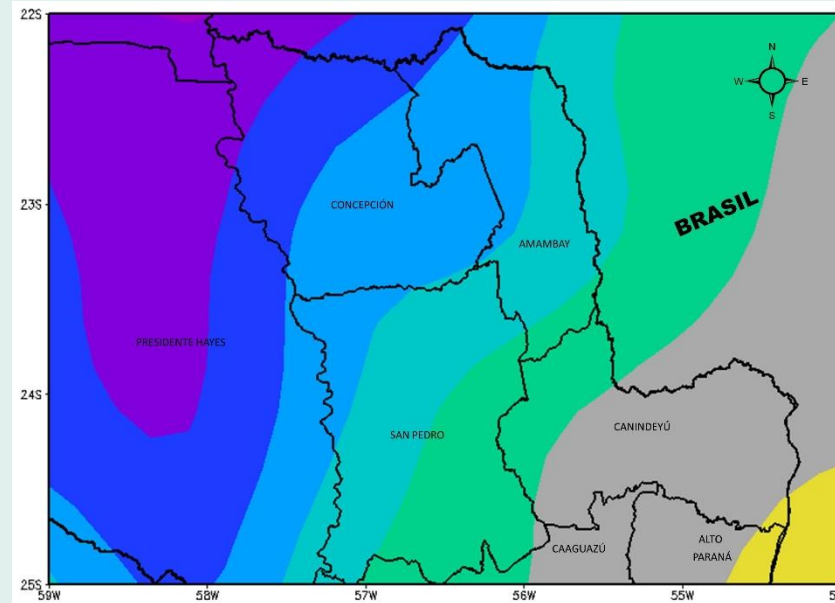 22S
N
W E
S
BRASIL
23S
CONCEPCIÓN
AMAMBAY
PRESIDENTE HAYES
24S
CANINDEYÚ
SAN PEDRO
ALTO
PARANÁ
CAAGUAZÚ
25S
59W 58W 57W 56W 55W